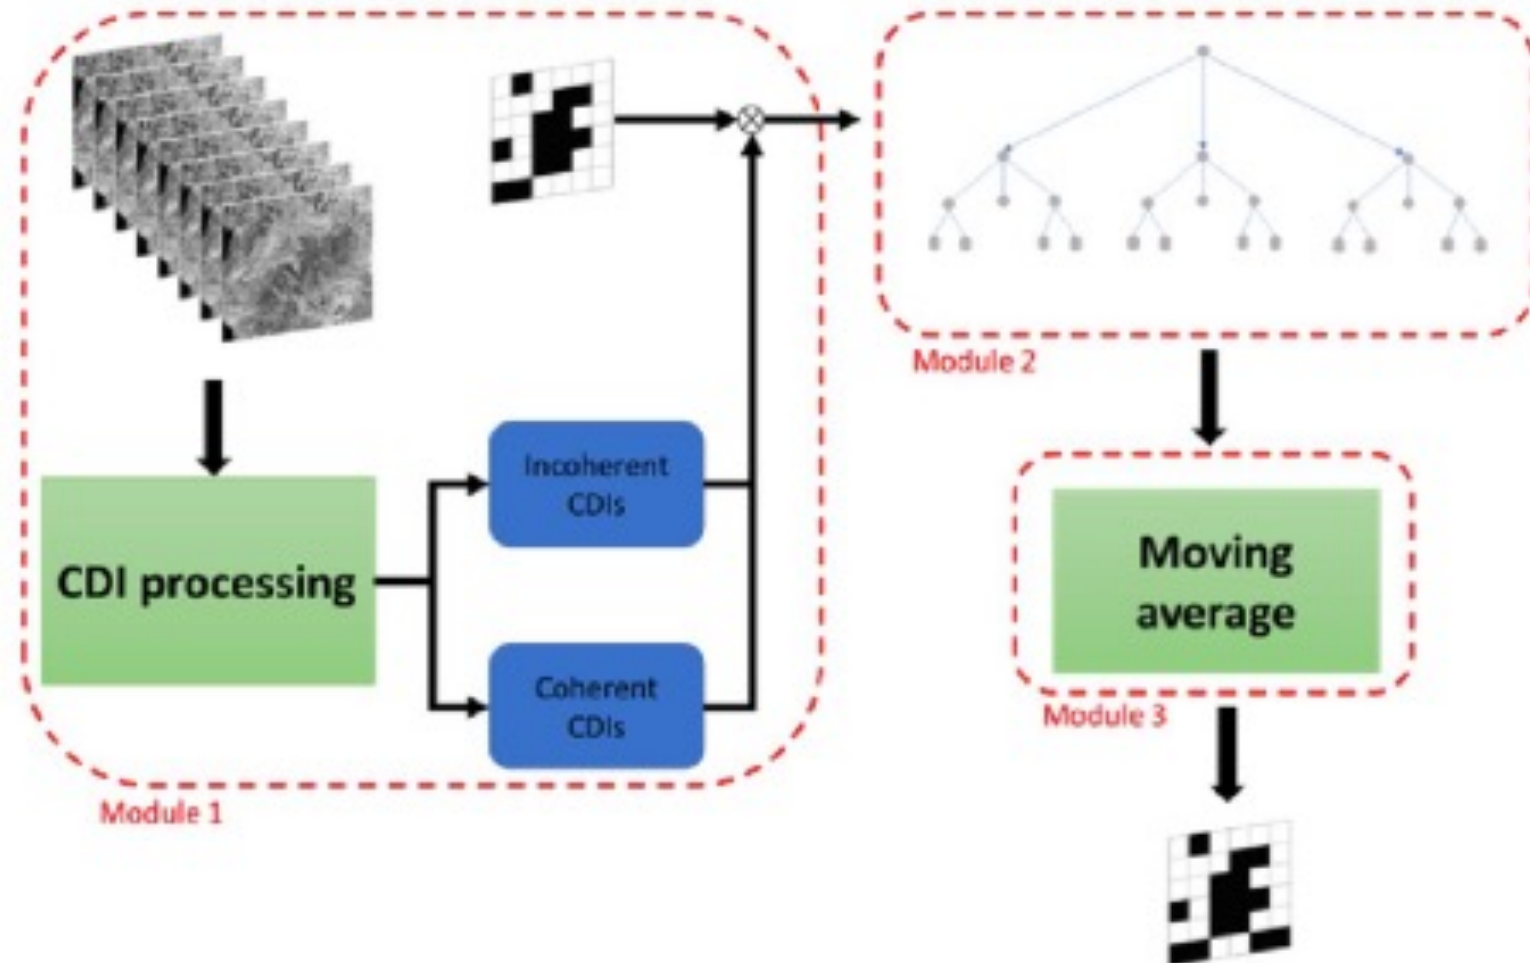 Incoherent
CDIs
CDI processing
Coherent
CDIs
Module 1
Module 2
Moving
average
Module 3